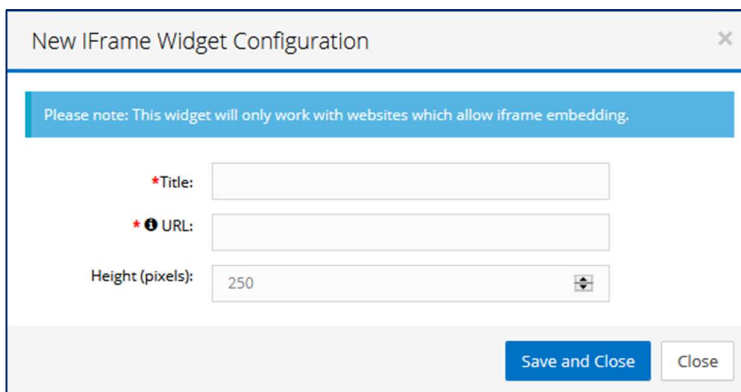 New IFrame Widget Configuration ×
Please note: This widget will only work with websites which allow iframe embedding.
*Title:
* URL:
Height (pixels): 250
Save and Close Close